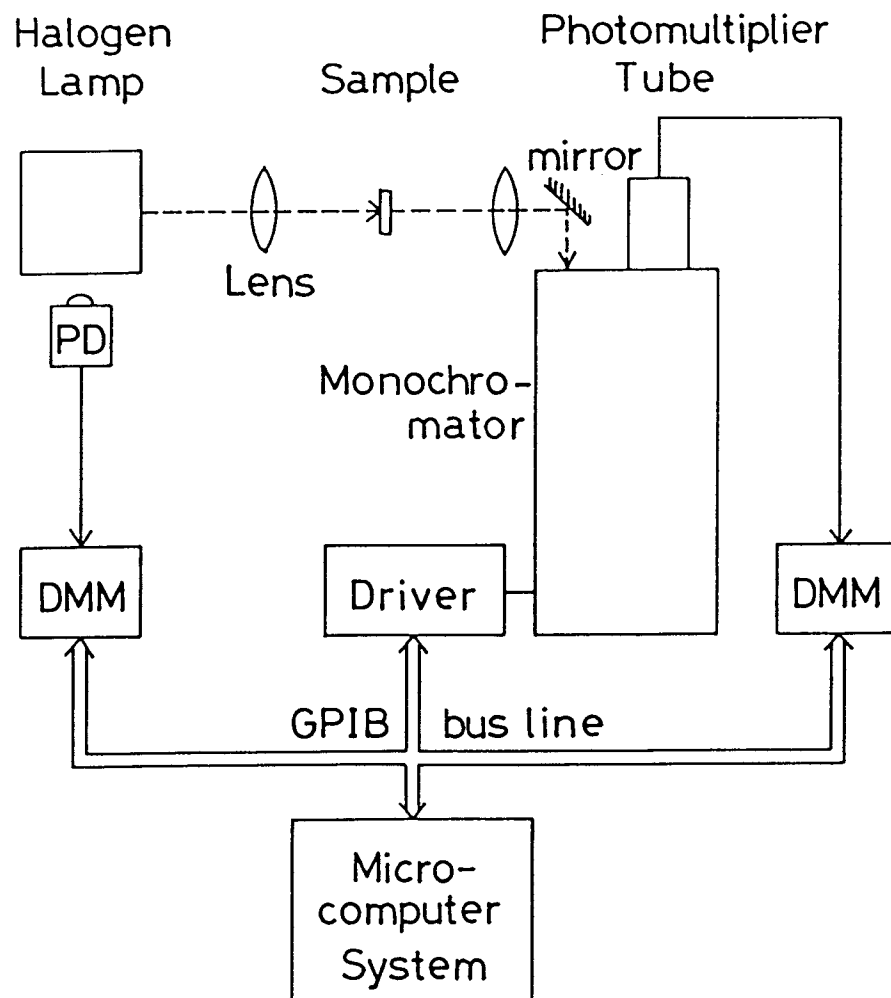 Halogen
Lamp
Sample
Photomultiplier
Tube
mirror
Lens
PD
Monochro-
mator
DMM
Driver
DMM
GPIB bus line
Micro-
computer
System